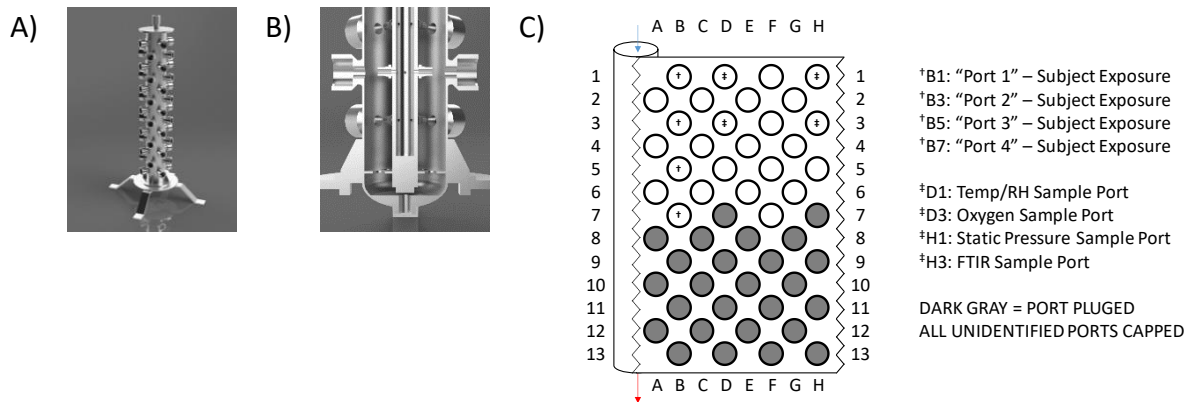 A)
B)
C)
A B C D E F G H
1 † ‡ ‡ 1
2 2
3 † ‡ ‡ 3
4 4
5 † 5
6 6
7 † 7
8 8
9 9
10 10
11 11
12 12
13 13
A B C D E F G H
†B1: “Port 1” – Subject Exposure
†B3: “Port 2” – Subject Exposure
†B5: “Port 3” – Subject Exposure
†B7: “Port 4” – Subject Exposure
‡D1: Temp/RH Sample Port
‡D3: Oxygen Sample Port
‡H1: Static Pressure Sample Port
‡H3: FTIR Sample Port
DARK GRAY = PORT PLUGED
ALL UNIDENTIFIED PORTS CAPPED